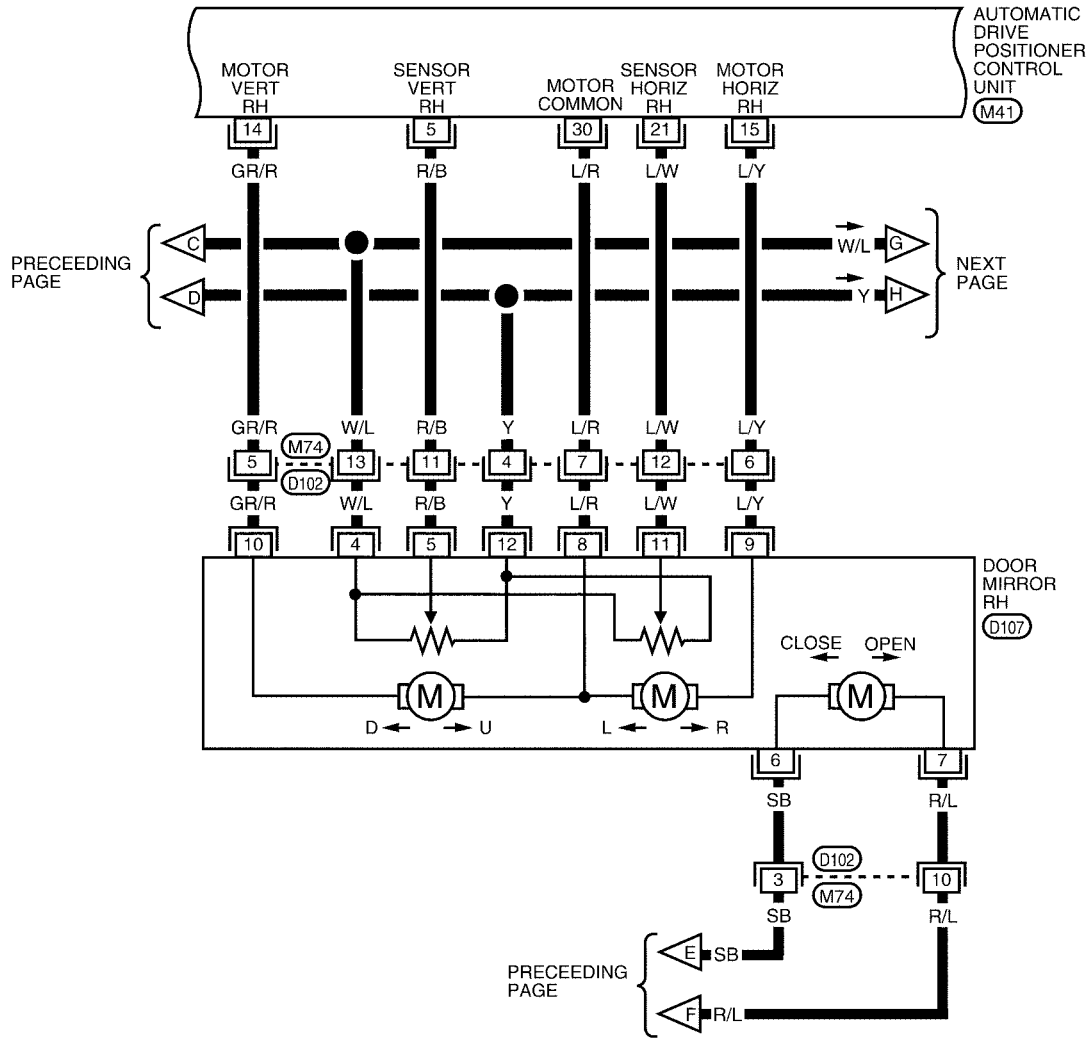 AUTOMATIC
DRIVE
POSITIONER
CONTROL
UNIT
M41
MOTOR
VERT
RH
SENSOR
VERT
RH
MOTOR
COMMON
SENSOR
HORIZ
RH
MOTOR
HORIZ
RH
14 5 30 21 15
GR/R R/B L/R L/W L/Y
PRECEEDING
PAGE
C
D
W/L G
Y H
NEXT
PAGE
GR/R W/L R/B Y L/R L/W L/Y
M74
5 13 11 4 7 12 6
D102
GR/R W/L R/B Y L/R L/W L/Y
10 4 5 12 8 11 9
DOOR
MIRROR
RH
D107
CLOSE OPEN
M M M
D U L R
6 7
SB R/L
D102
3 10
M74
SB R/L
PRECEEDING
PAGE
E SB
F R/L